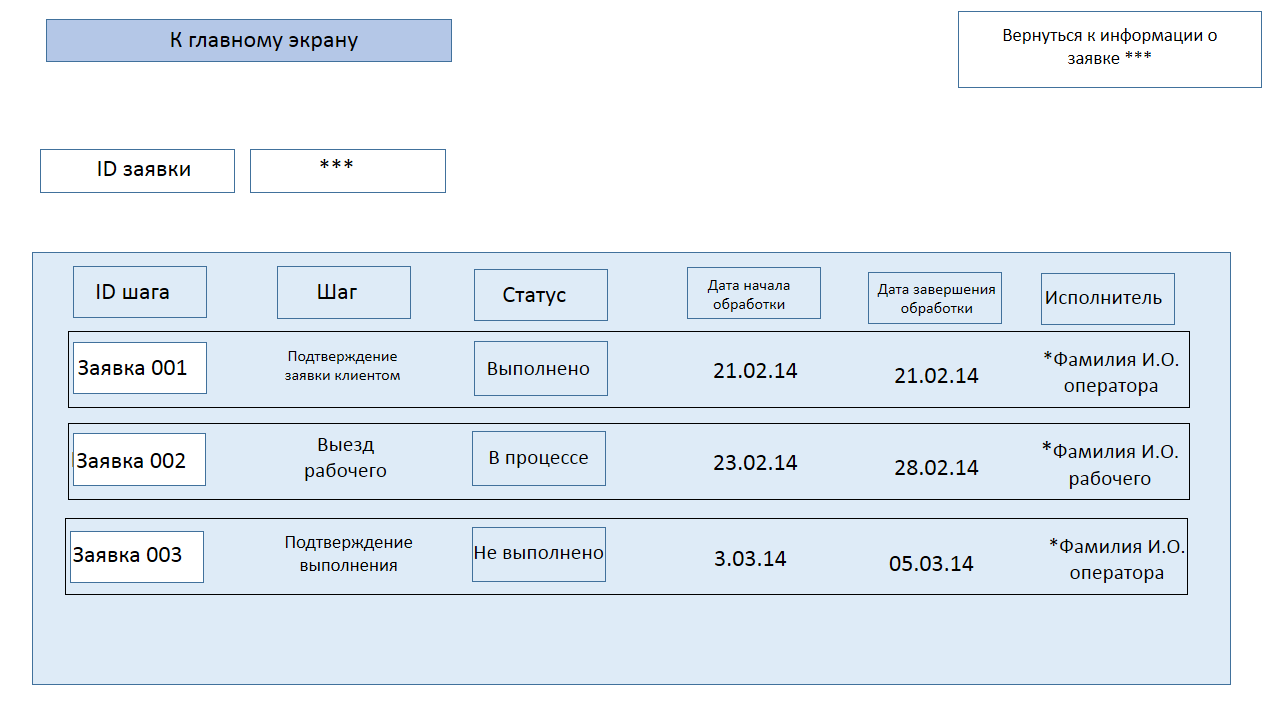 К главному экрану
Вернуться к информации о
заявке ***
ID заявки
***
ID шага
Шаг
Статус
Дата начала
обработки
Дата завершения
обработки
Исполнитель
Заявка 001
Подтверждение
заявки клиентом
Выполнено
21.02.14
21.02.14
*Фамилия И.О.
оператора
Заявка 002
Выезд
рабочего
В процессе
23.02.14
28.02.14
*Фамилия И.О.
рабочего
Заявка 003
Подтверждение
выполнения
Не выполнено
3.03.14
05.03.14
*Фамилия И.О.
оператора